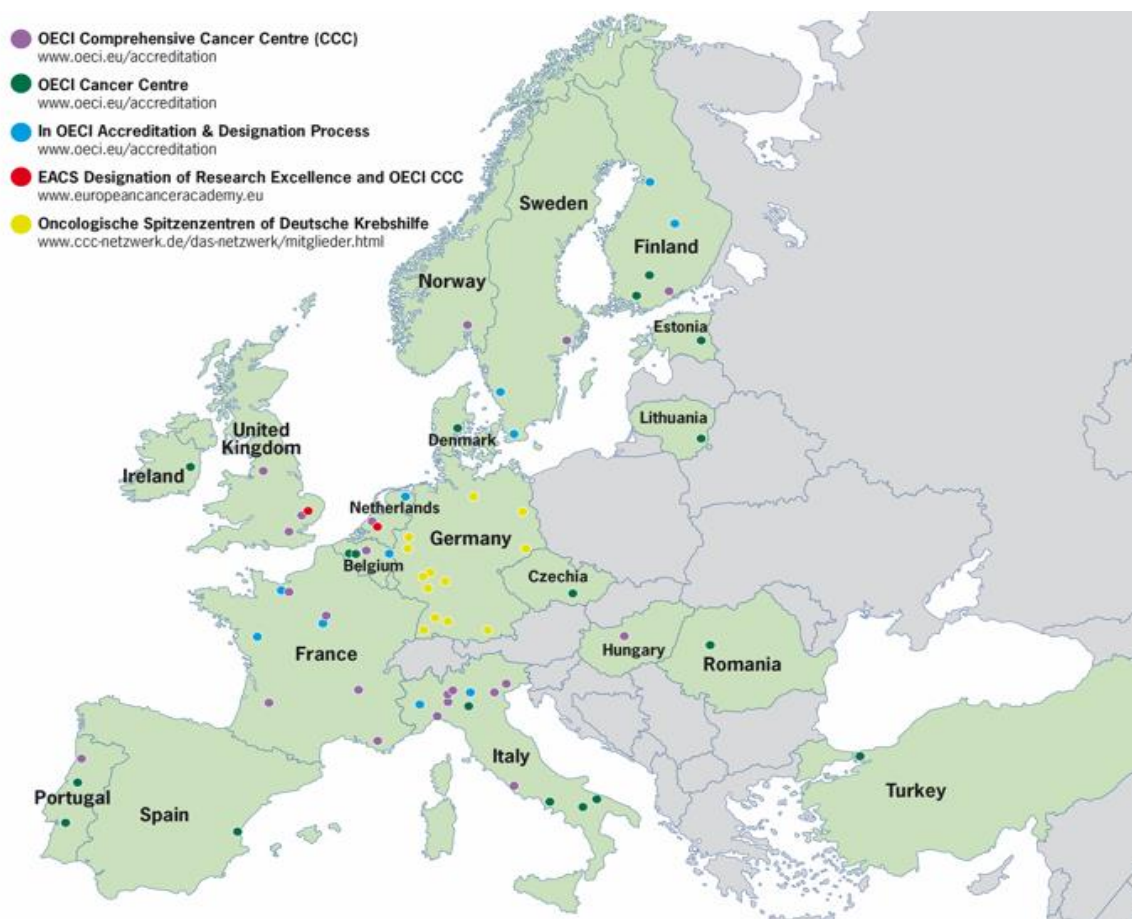 OECI Comprehensive Cancer Centre (CCC)
www.oeci.eu/accreditation
OECI Cancer Centre
www.oeci.eu/accreditation
In OECI Accreditation & Designation Process
www.oeci.eu/accreditation
EACS Designation of Research Excellence and OECI CCC
www.europeancanceracademy.eu
Oncologische Spitzenzentren of Deutsche Krebshilfe
www.ccc-netzwerk.de/das-netzwerk/mitglieder.html
Sweden
Finland
Norway
Estonia
Lithuania
Denmark
United
Kingdom
Ireland
Netherlands
Germany
Belgium
Czechia
France
Hungary
Romania
Italy
Portugal
Spain
Turkey